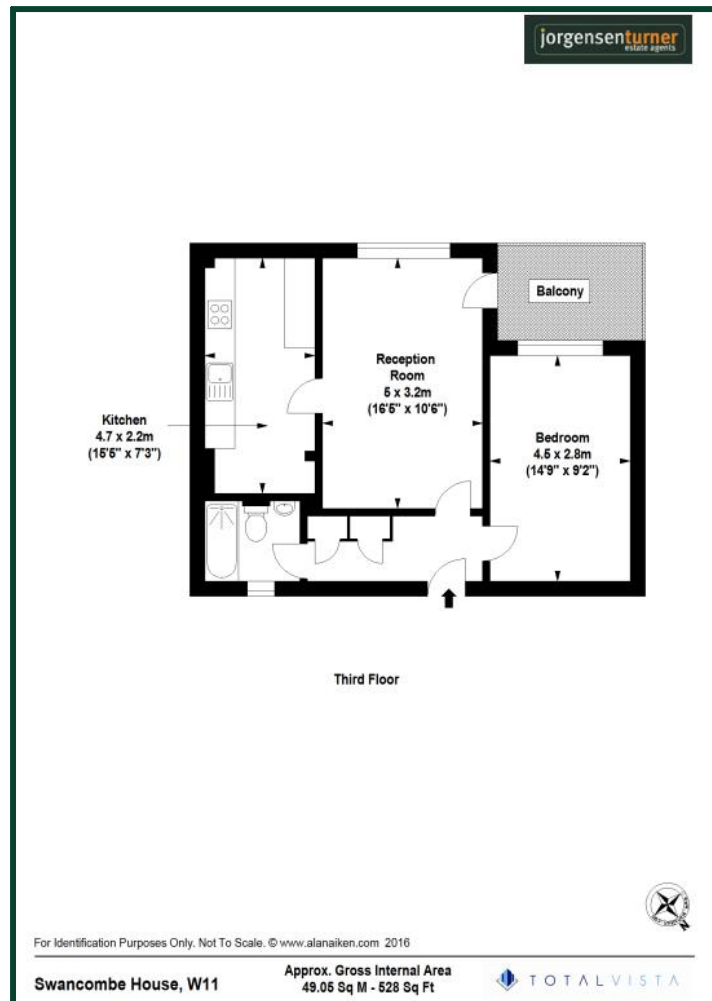 jorgensenturner
estate agents
Balcony
Reception
Room
5 x 3.2m
(16'5" x 10'6")
Kitchen
4.7 x 2.2m
(15'5" x 7'3")
Bedroom
4.5 x 2.8m
(14'9" x 9'2")
Third Floor
For Identification Purposes Only. Not To Scale. © www.alanaiken.com 2016
Swancombe House, W11
Approx. Gross Internal Area
49.05 Sq M - 528 Sq Ft
TOTALVISTA